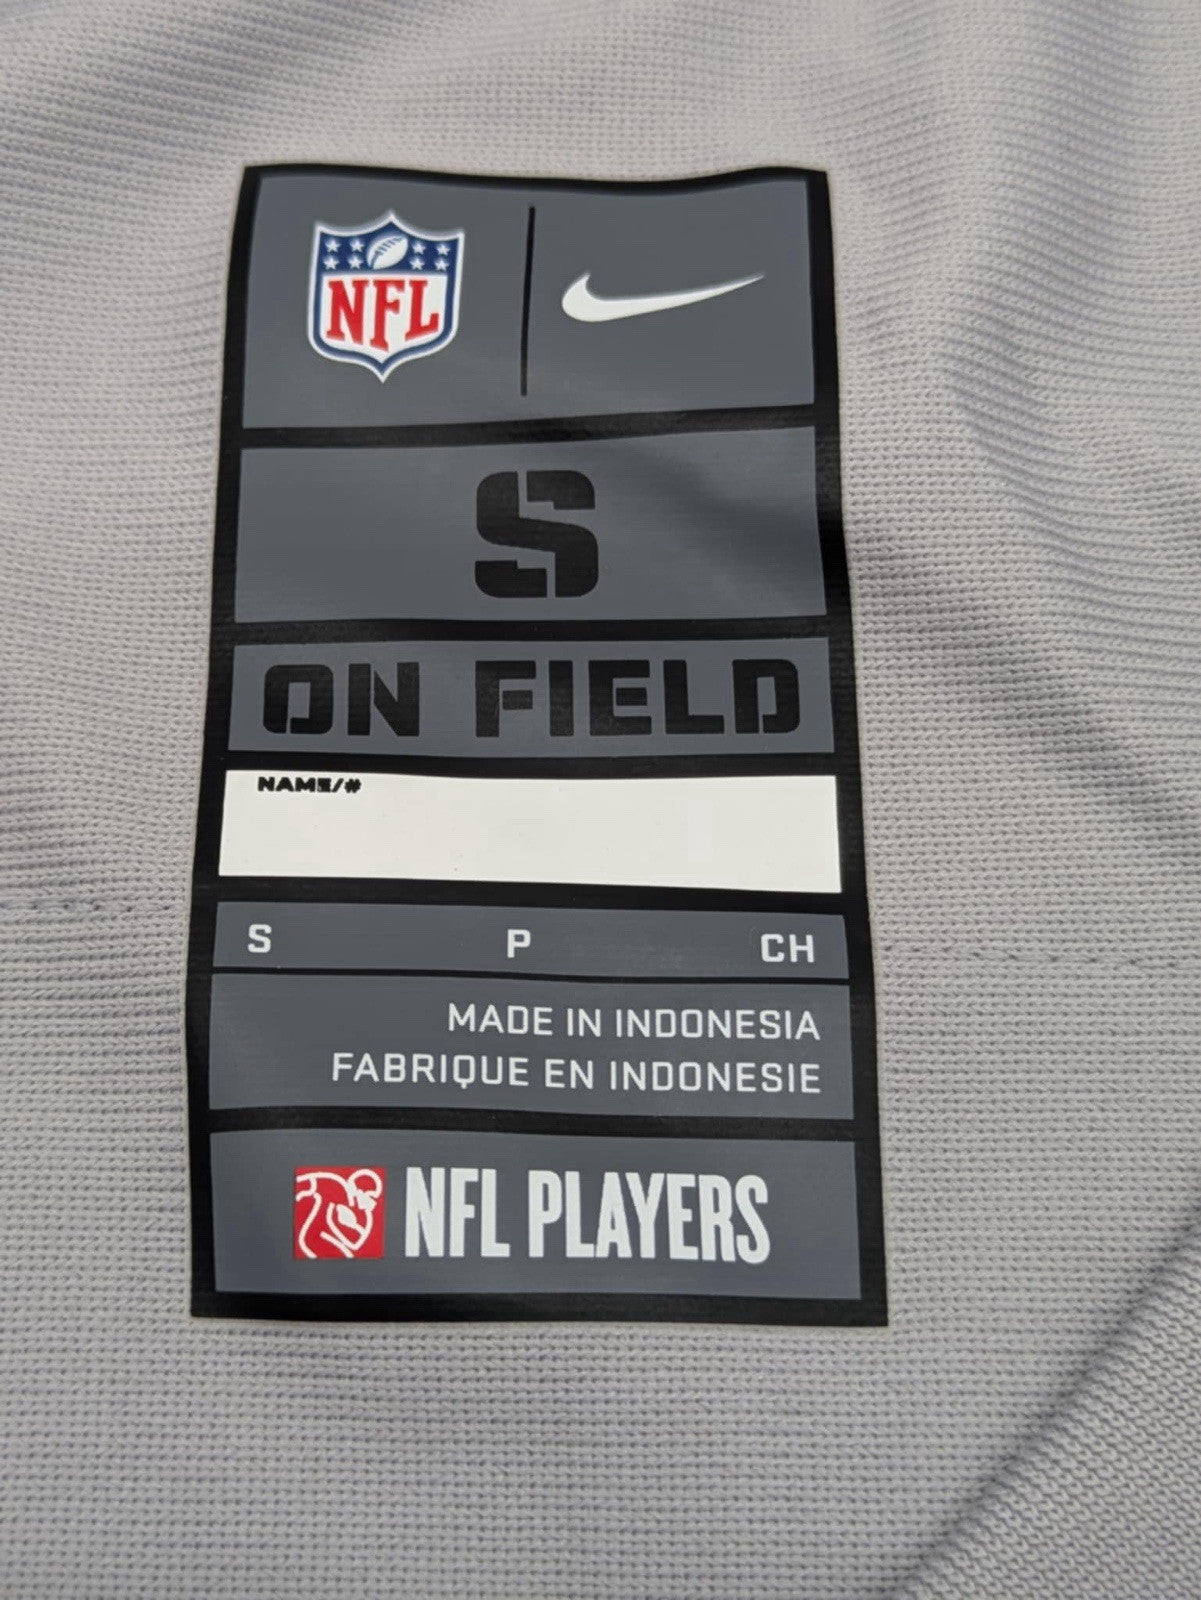 NFL
S
ON FIELD
NAME/#
S P CH
MADE IN INDONESIA
FABRIQUE EN INDONESIE
NFL PLAYERS